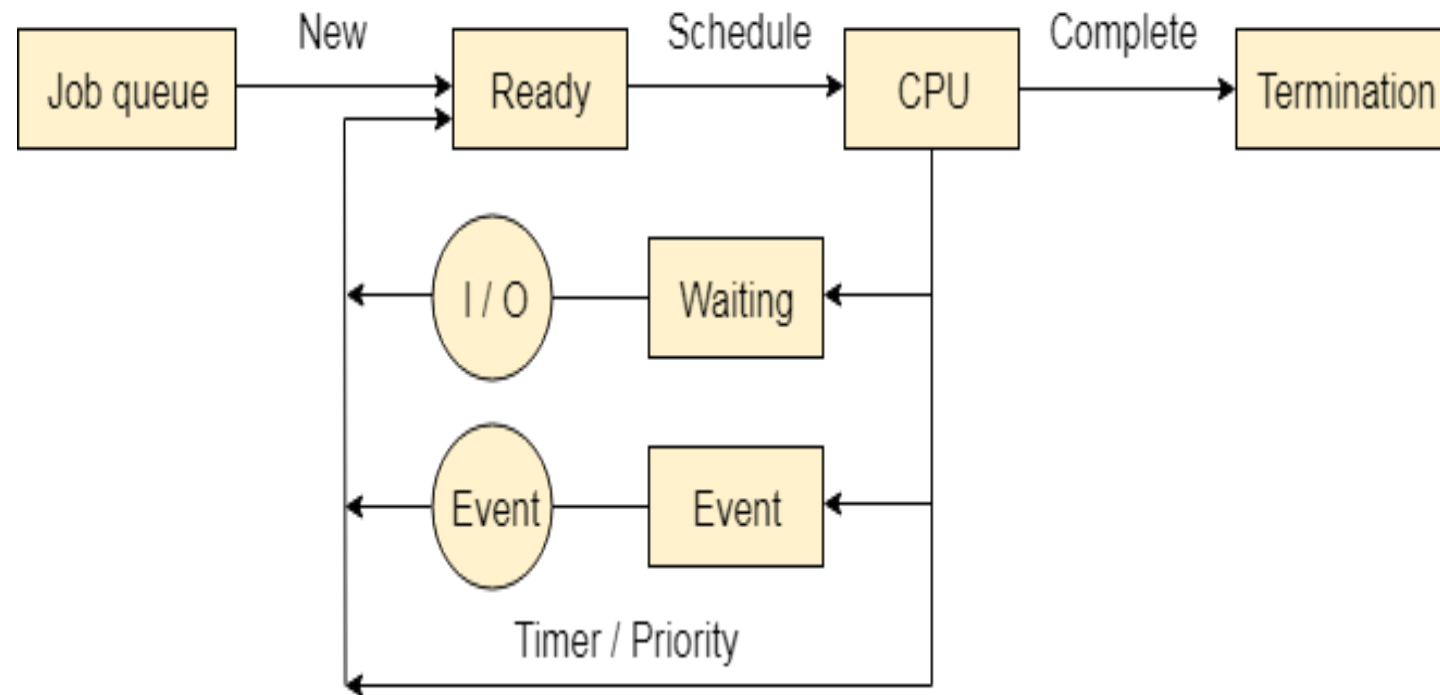 New
Schedule
Complete
Job queue
Ready
CPU
Termination
I / O
Waiting
Event
Event
Timer / Priority